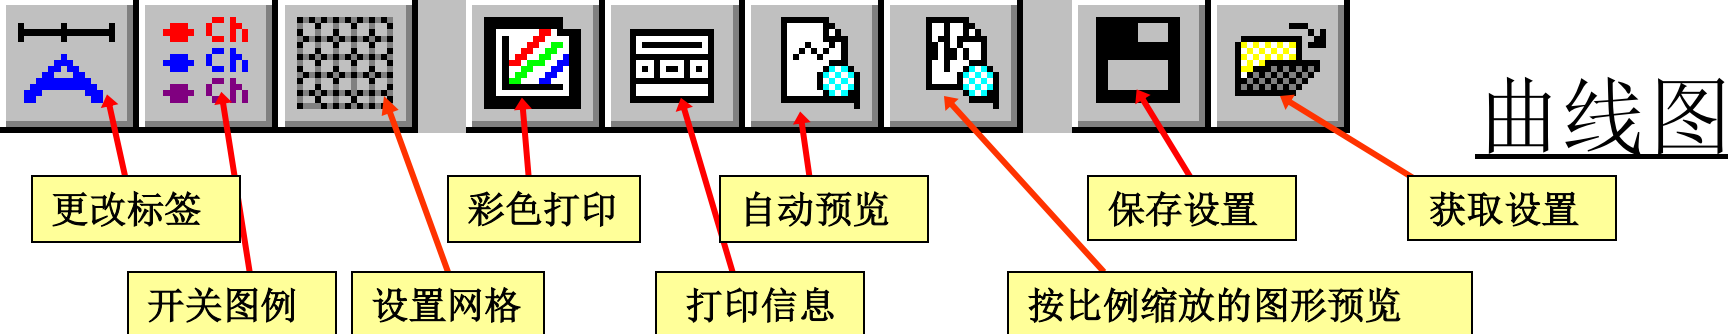 A
Ch
Ch
Ch
曲线图
更改标签
彩色打印
自动预览
保存设置
获取设置
开关图例
设置网格
打印信息
按比例缩放的图形预览